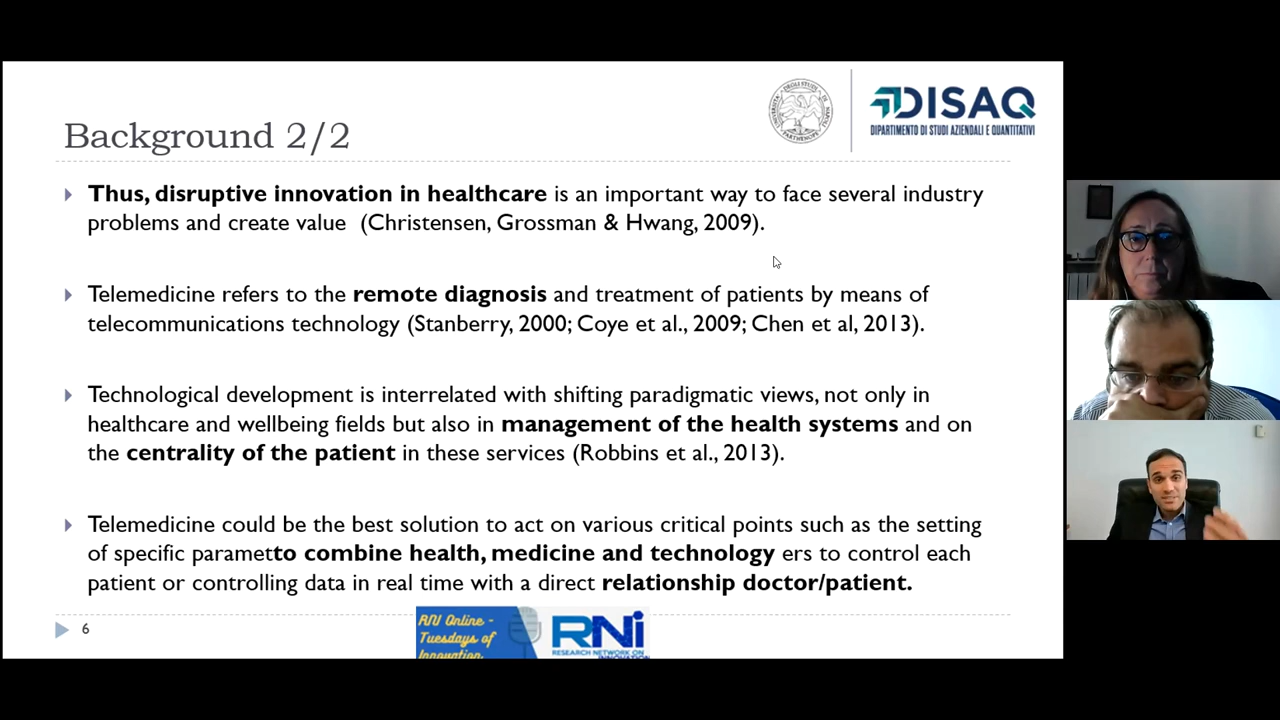 DISAQ
DIPARTIMENTO DI STUDI AZIENDALI E QUANTITATIVI
Background 2/2
Thus, disruptive innovation in healthcare is an important way to face several industry
problems and create value (Christensen, Grossman & Hwang, 2009).
Telemedicine refers to the remote diagnosis and treatment of patients by means of
telecommunications technology (Stanberry, 2000; Coye et al., 2009; Chen et al, 2013).
Technological development is interrelated with shifting paradigmatic views, not only in
healthcare and wellbeing fields but also in management of the health systems and on
the centrality of the patient in these services (Robbins et al., 2013).
Telemedicine could be the best solution to act on various critical points such as the setting
of specific parametto combine health, medicine and technology ers to control each
patient or controlling data in real time with a direct relationship doctor/patient.
6
RNI Online -
Tuesdays of
Innovation
RNi
RESEARCH NETWORK ON
INNOVATION